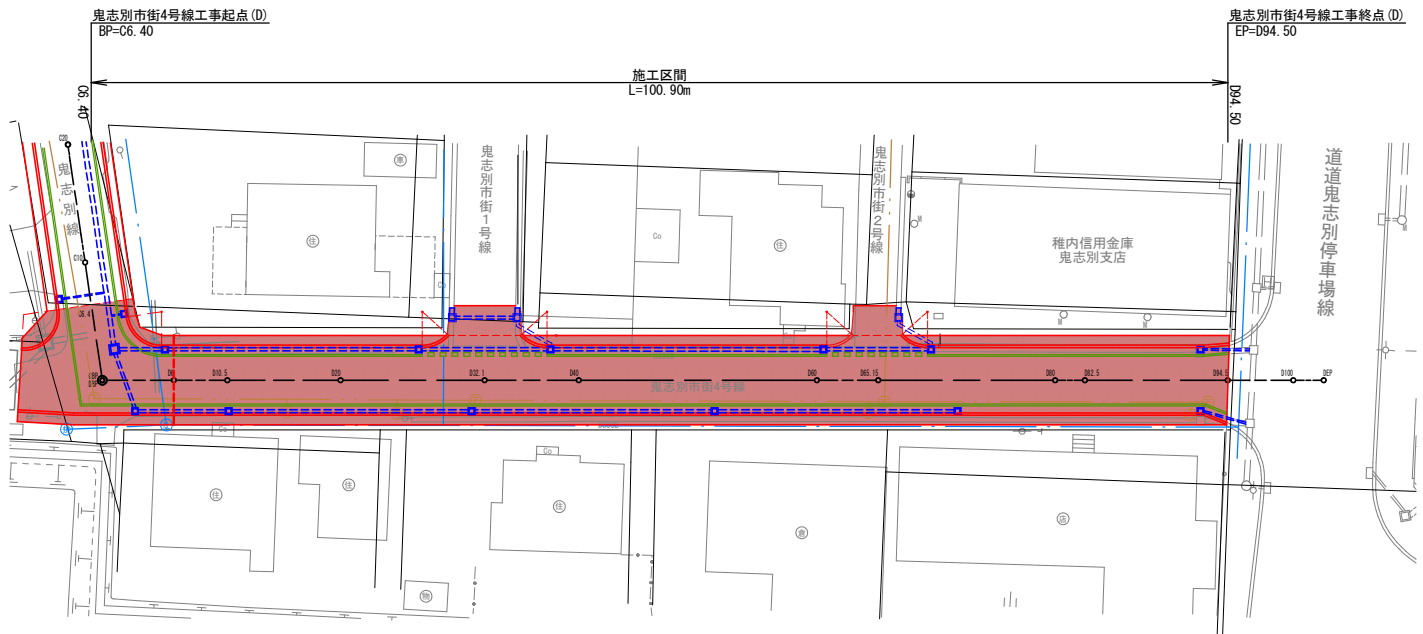 鬼志別市街4号線工事起点(D)
BP=C6.40
鬼志別市街4号線工事終点(D)
EP=D94.50
施工区間
L=100.90m
C6.40
D94.50
C20
鬼志別線
C10
C6.4
車
住
鬼志別市街1号線
Co
住
鬼志別市街2号線
M
稚内信用金庫
鬼志別支店
M
M
道道鬼志別停車場線
M
D10.5
D20
D32.1
D40
鬼志別市街4号線
D60
D65.15
D80
D82.5
D94.5
D100
DEP
Co
住
住
Co
住
倉
店
物